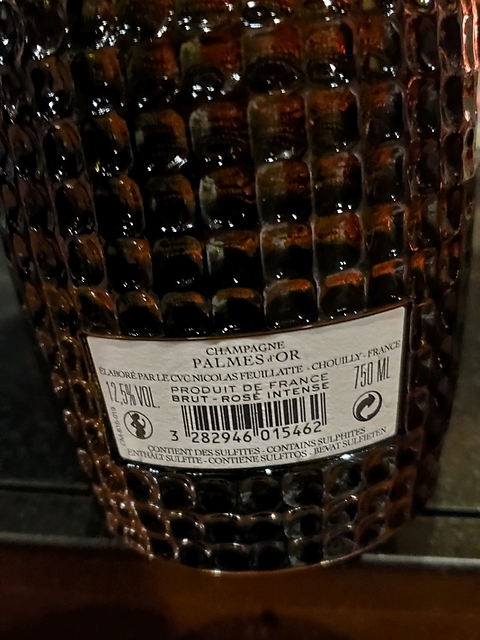 CHAMPAGNE
PALMES d'OR
ÉLABORÉ PAR LE CVC NICOLAS FEUILLATTE - CHOUILLY - FRANCE
12,5% VOL.
PRODUIT DE FRANCE
750 ML
BRUT - ROSÉ INTENSE
3 282946 015462
CONTIENT DES SULFITES - CONTAINS SULPHITES
ENTHÄLT SULFITE - CONTIENE SULFITOS - BEVAT SULFIETEN